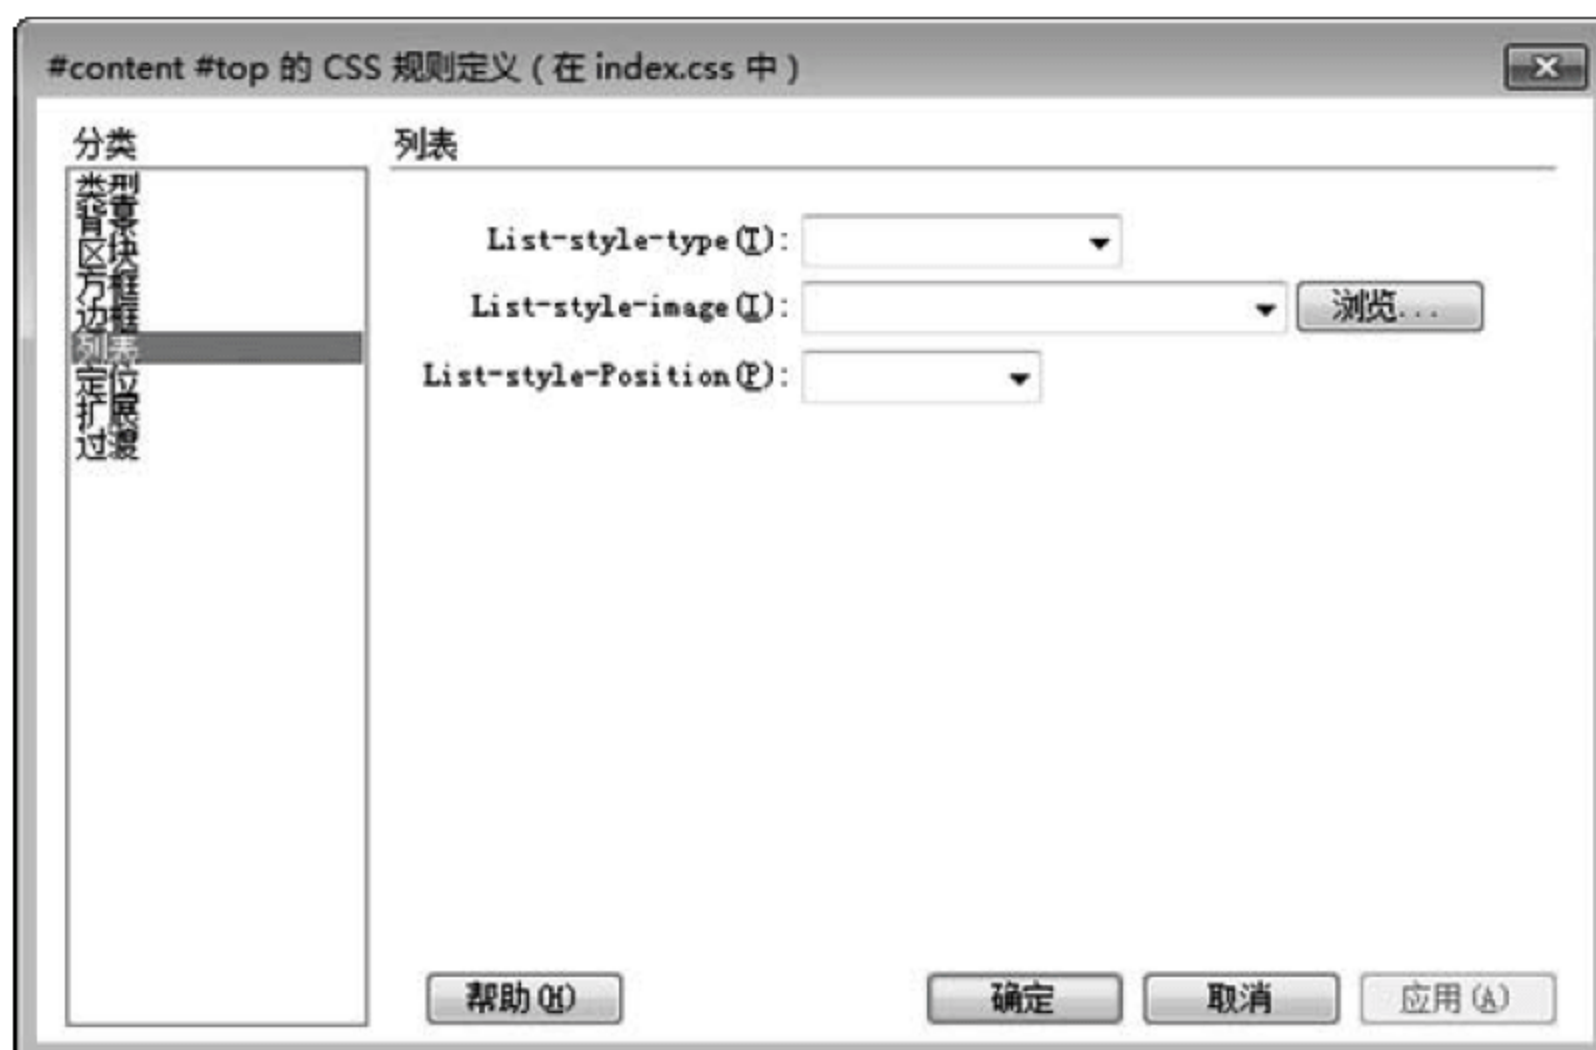 #content #top 的 CSS 规则定义 ( 在 index.css 中 )
分类
类型
背景
区块
方框
边框
列表
定位
扩展
过渡
列表
List-style-type(T):
List-style-image(I): 浏览...
List-style-Position(P):
帮助(H) 确定 取消 应用(A)